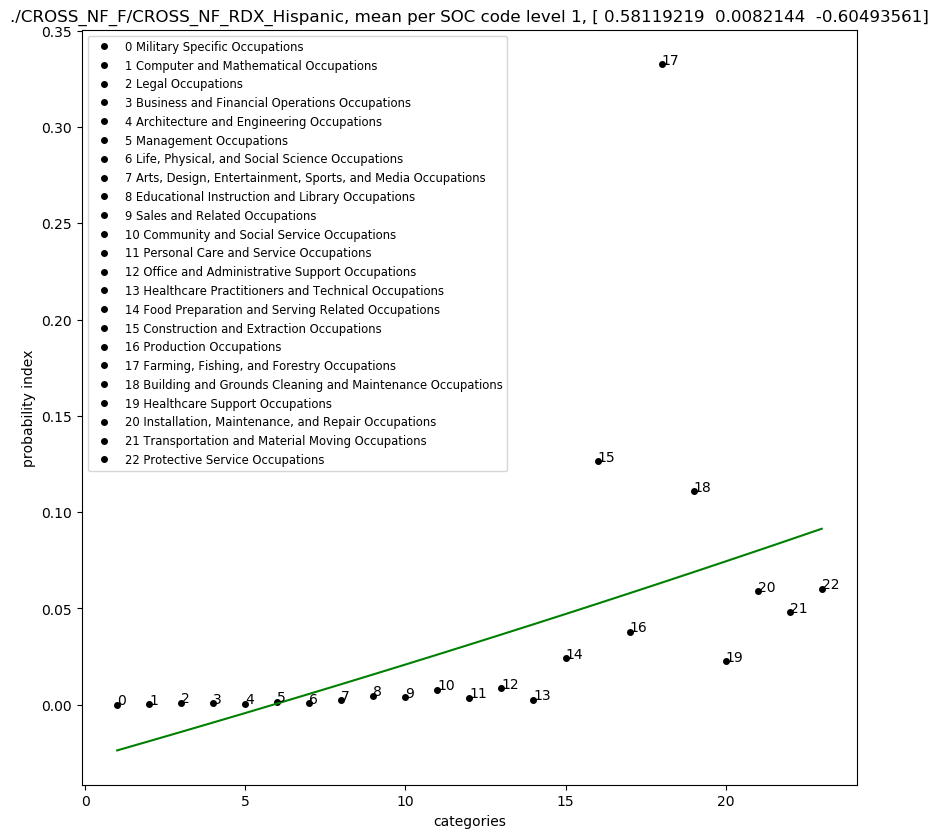 ./CROSS_NF_F/CROSS_NF_RDX_Hispanic, mean per SOC code level 1, [ 0.58119219  0.0082144  -0.60493561]
0.35
0.30
0.25
0.20
0.15
0.10
0.05
0.00
probability index
0 Military Specific Occupations
1 Computer and Mathematical Occupations
2 Legal Occupations
3 Business and Financial Operations Occupations
4 Architecture and Engineering Occupations
5 Management Occupations
6 Life, Physical, and Social Science Occupations
7 Arts, Design, Entertainment, Sports, and Media Occupations
8 Educational Instruction and Library Occupations
9 Sales and Related Occupations
10 Community and Social Service Occupations
11 Personal Care and Service Occupations
12 Office and Administrative Support Occupations
13 Healthcare Practitioners and Technical Occupations
14 Food Preparation and Serving Related Occupations
15 Construction and Extraction Occupations
16 Production Occupations
17 Farming, Fishing, and Forestry Occupations
18 Building and Grounds Cleaning and Maintenance Occupations
19 Healthcare Support Occupations
20 Installation, Maintenance, and Repair Occupations
21 Transportation and Material Moving Occupations
22 Protective Service Occupations
0
1
2
3
4
5
6
7
8
9
10
11
12
13
14
15
16
17
18
19
20
21
22
0
5
10
15
20
categories